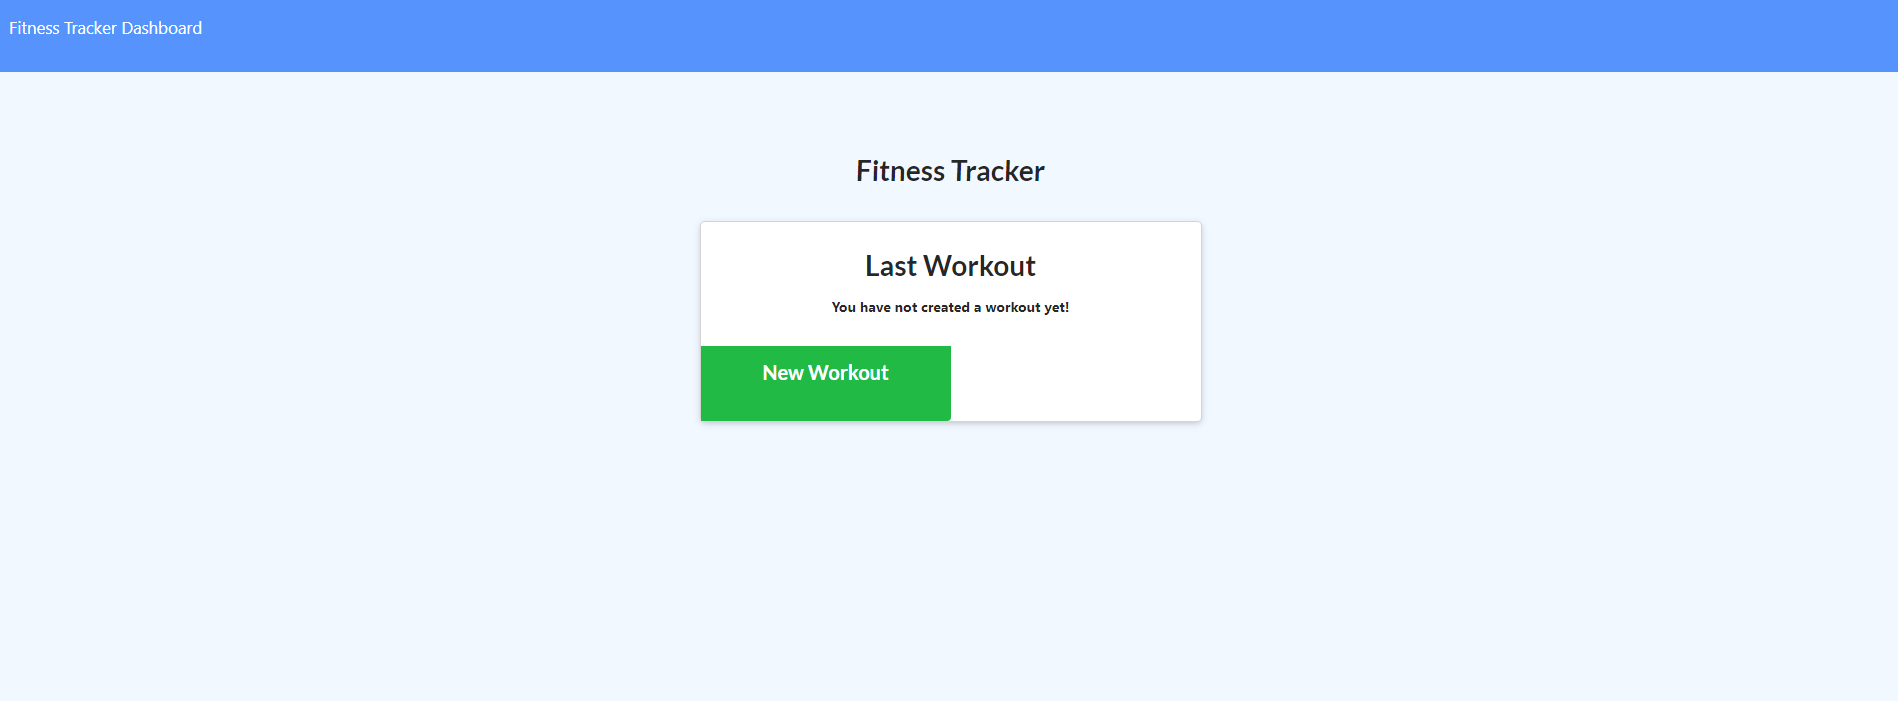 Fitness Tracker Dashboard
Fitness Tracker
Last Workout
You have not created a workout yet!
New Workout